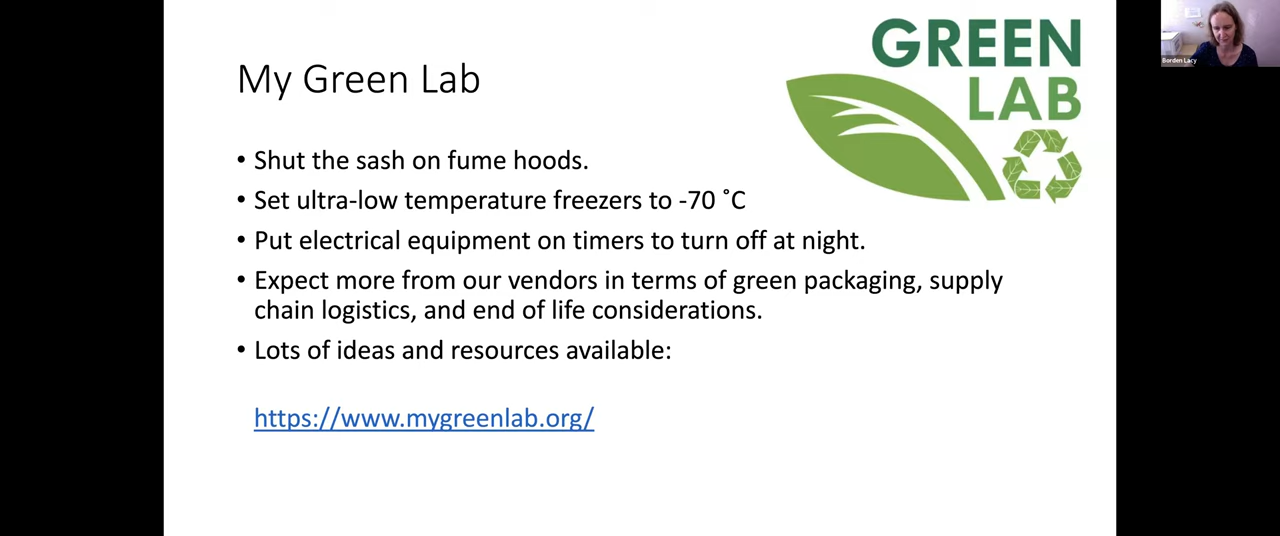 GREEN
LAB
My Green Lab
• Shut the sash on fume hoods.
• Set ultra-low temperature freezers to -70 ˚C
• Put electrical equipment on timers to turn off at night.
• Expect more from our vendors in terms of green packaging, supply
chain logistics, and end of life considerations.
• Lots of ideas and resources available:
https://www.mygreenlab.org/
Borden Lacy